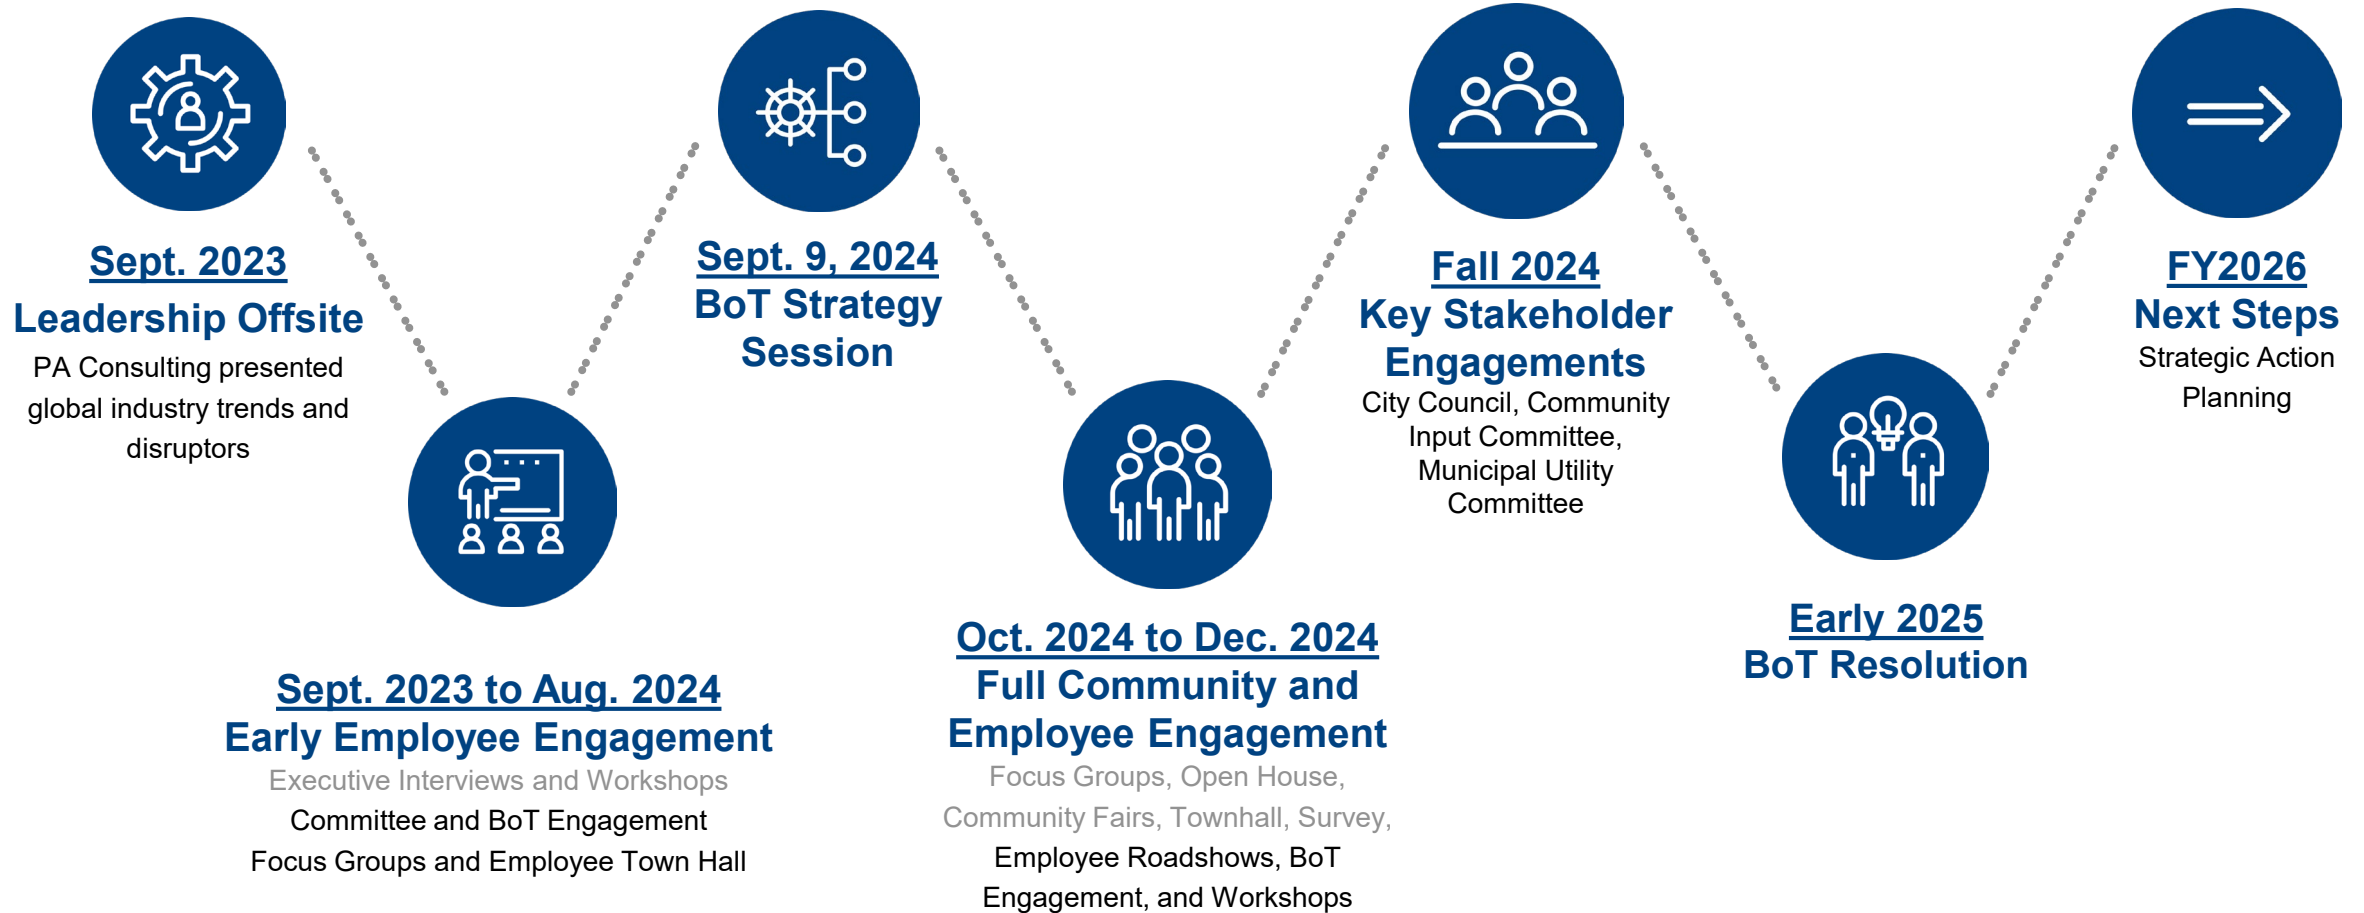 Sept. 2023
Leadership Offsite
PA Consulting presented
global industry trends and
disruptors
Sept. 2023 to Aug. 2024
Early Employee Engagement
Executive Interviews and Workshops
Committee and BoT Engagement
Focus Groups and Employee Town Hall
Sept. 9, 2024
BoT Strategy
Session
Oct. 2024 to Dec. 2024
Full Community and
Employee Engagement
Focus Groups, Open House,
Community Fairs, Townhall, Survey,
Employee Roadshows, BoT
Engagement, and Workshops
Fall 2024
Key Stakeholder
Engagements
City Council, Community
Input Committee,
Municipal Utility
Committee
Early 2025
BoT Resolution
FY2026
Next Steps
Strategic Action
Planning